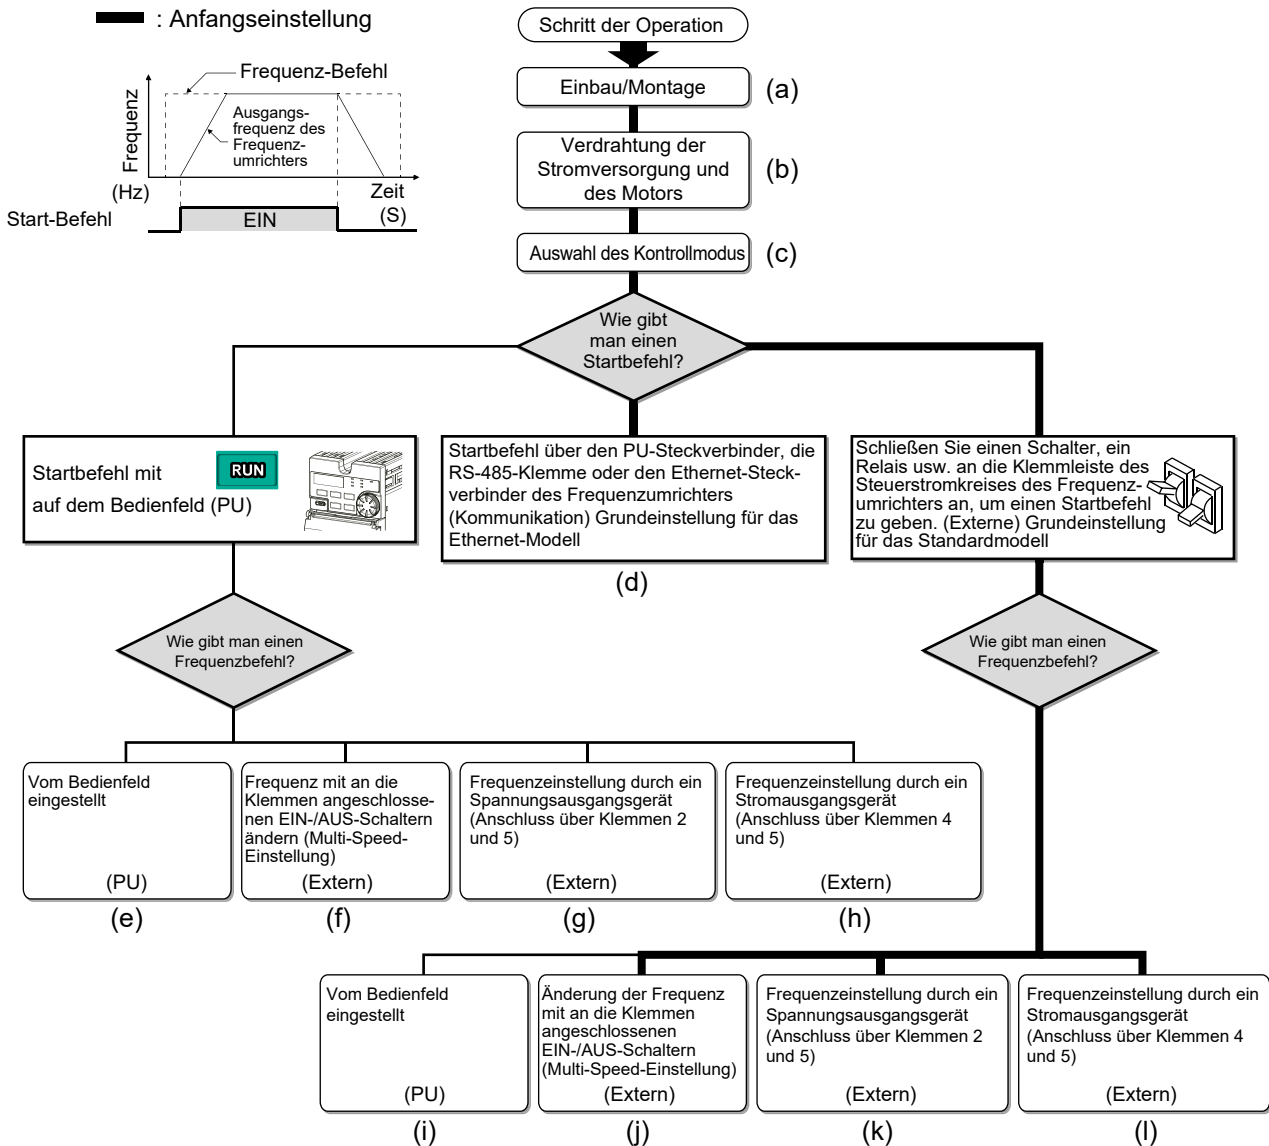 : Anfangseinstellung
Schritt der Operation
Frequenz-Befehl
Frequenz
Ausgangs-
frequenz des
Frequenz-
umrichters
(Hz)
Zeit
(S)
Start-Befehl
EIN
Einbau/Montage
(a)
Verdrahtung der
Stromversorgung und
des Motors
(b)
Auswahl des Kontrollmodus
(c)
Wie gibt
man einen
Startbefehl?
Startbefehl mit
RUN
auf dem Bedienfeld (PU)
Startbefehl über den PU-Steckverbinder, die
RS-485-Klemme oder den Ethernet-Steck-
verbinder des Frequenzumrichters
(Kommunikation) Grundeinstellung für das
Ethernet-Modell
(d)
Schließen Sie einen Schalter, ein
Relais usw. an die Klemmleiste des
Steuerstromkreises des Frequenz-
umrichters an, um einen Startbefehl
zu geben. (Externe) Grundeinstellung
für das Standardmodell
Wie gibt man einen
Frequenzbefehl?
Wie gibt man einen
Frequenzbefehl?
Vom Bedienfeld
eingestellt
(PU)
(e)
Frequenz mit an die
Klemmen angeschlosse-
nen EIN-/AUS-Schaltern
ändern (Multi-Speed-
Einstellung)
(Extern)
(f)
Frequenzeinstellung durch ein
Spannungsausgangsgerät
(Anschluss über Klemmen 2
und 5)
(Extern)
(g)
Frequenzeinstellung durch ein
Stromausgangsgerät
(Anschluss über Klemmen 4
und 5)
(Extern)
(h)
Vom Bedienfeld
eingestellt
(PU)
(i)
Änderung der Frequenz
mit an die Klemmen
angeschlossenen
EIN-/AUS-Schaltern
(Multi-Speed-Einstellung)
(Extern)
(j)
Frequenzeinstellung durch ein
Spannungsausgangsgerät
(Anschluss über Klemmen 2
und 5)
(Extern)
(k)
Frequenzeinstellung durch ein
Stromausgangsgerät
(Anschluss über Klemmen 4
und 5)
(Extern)
(l)